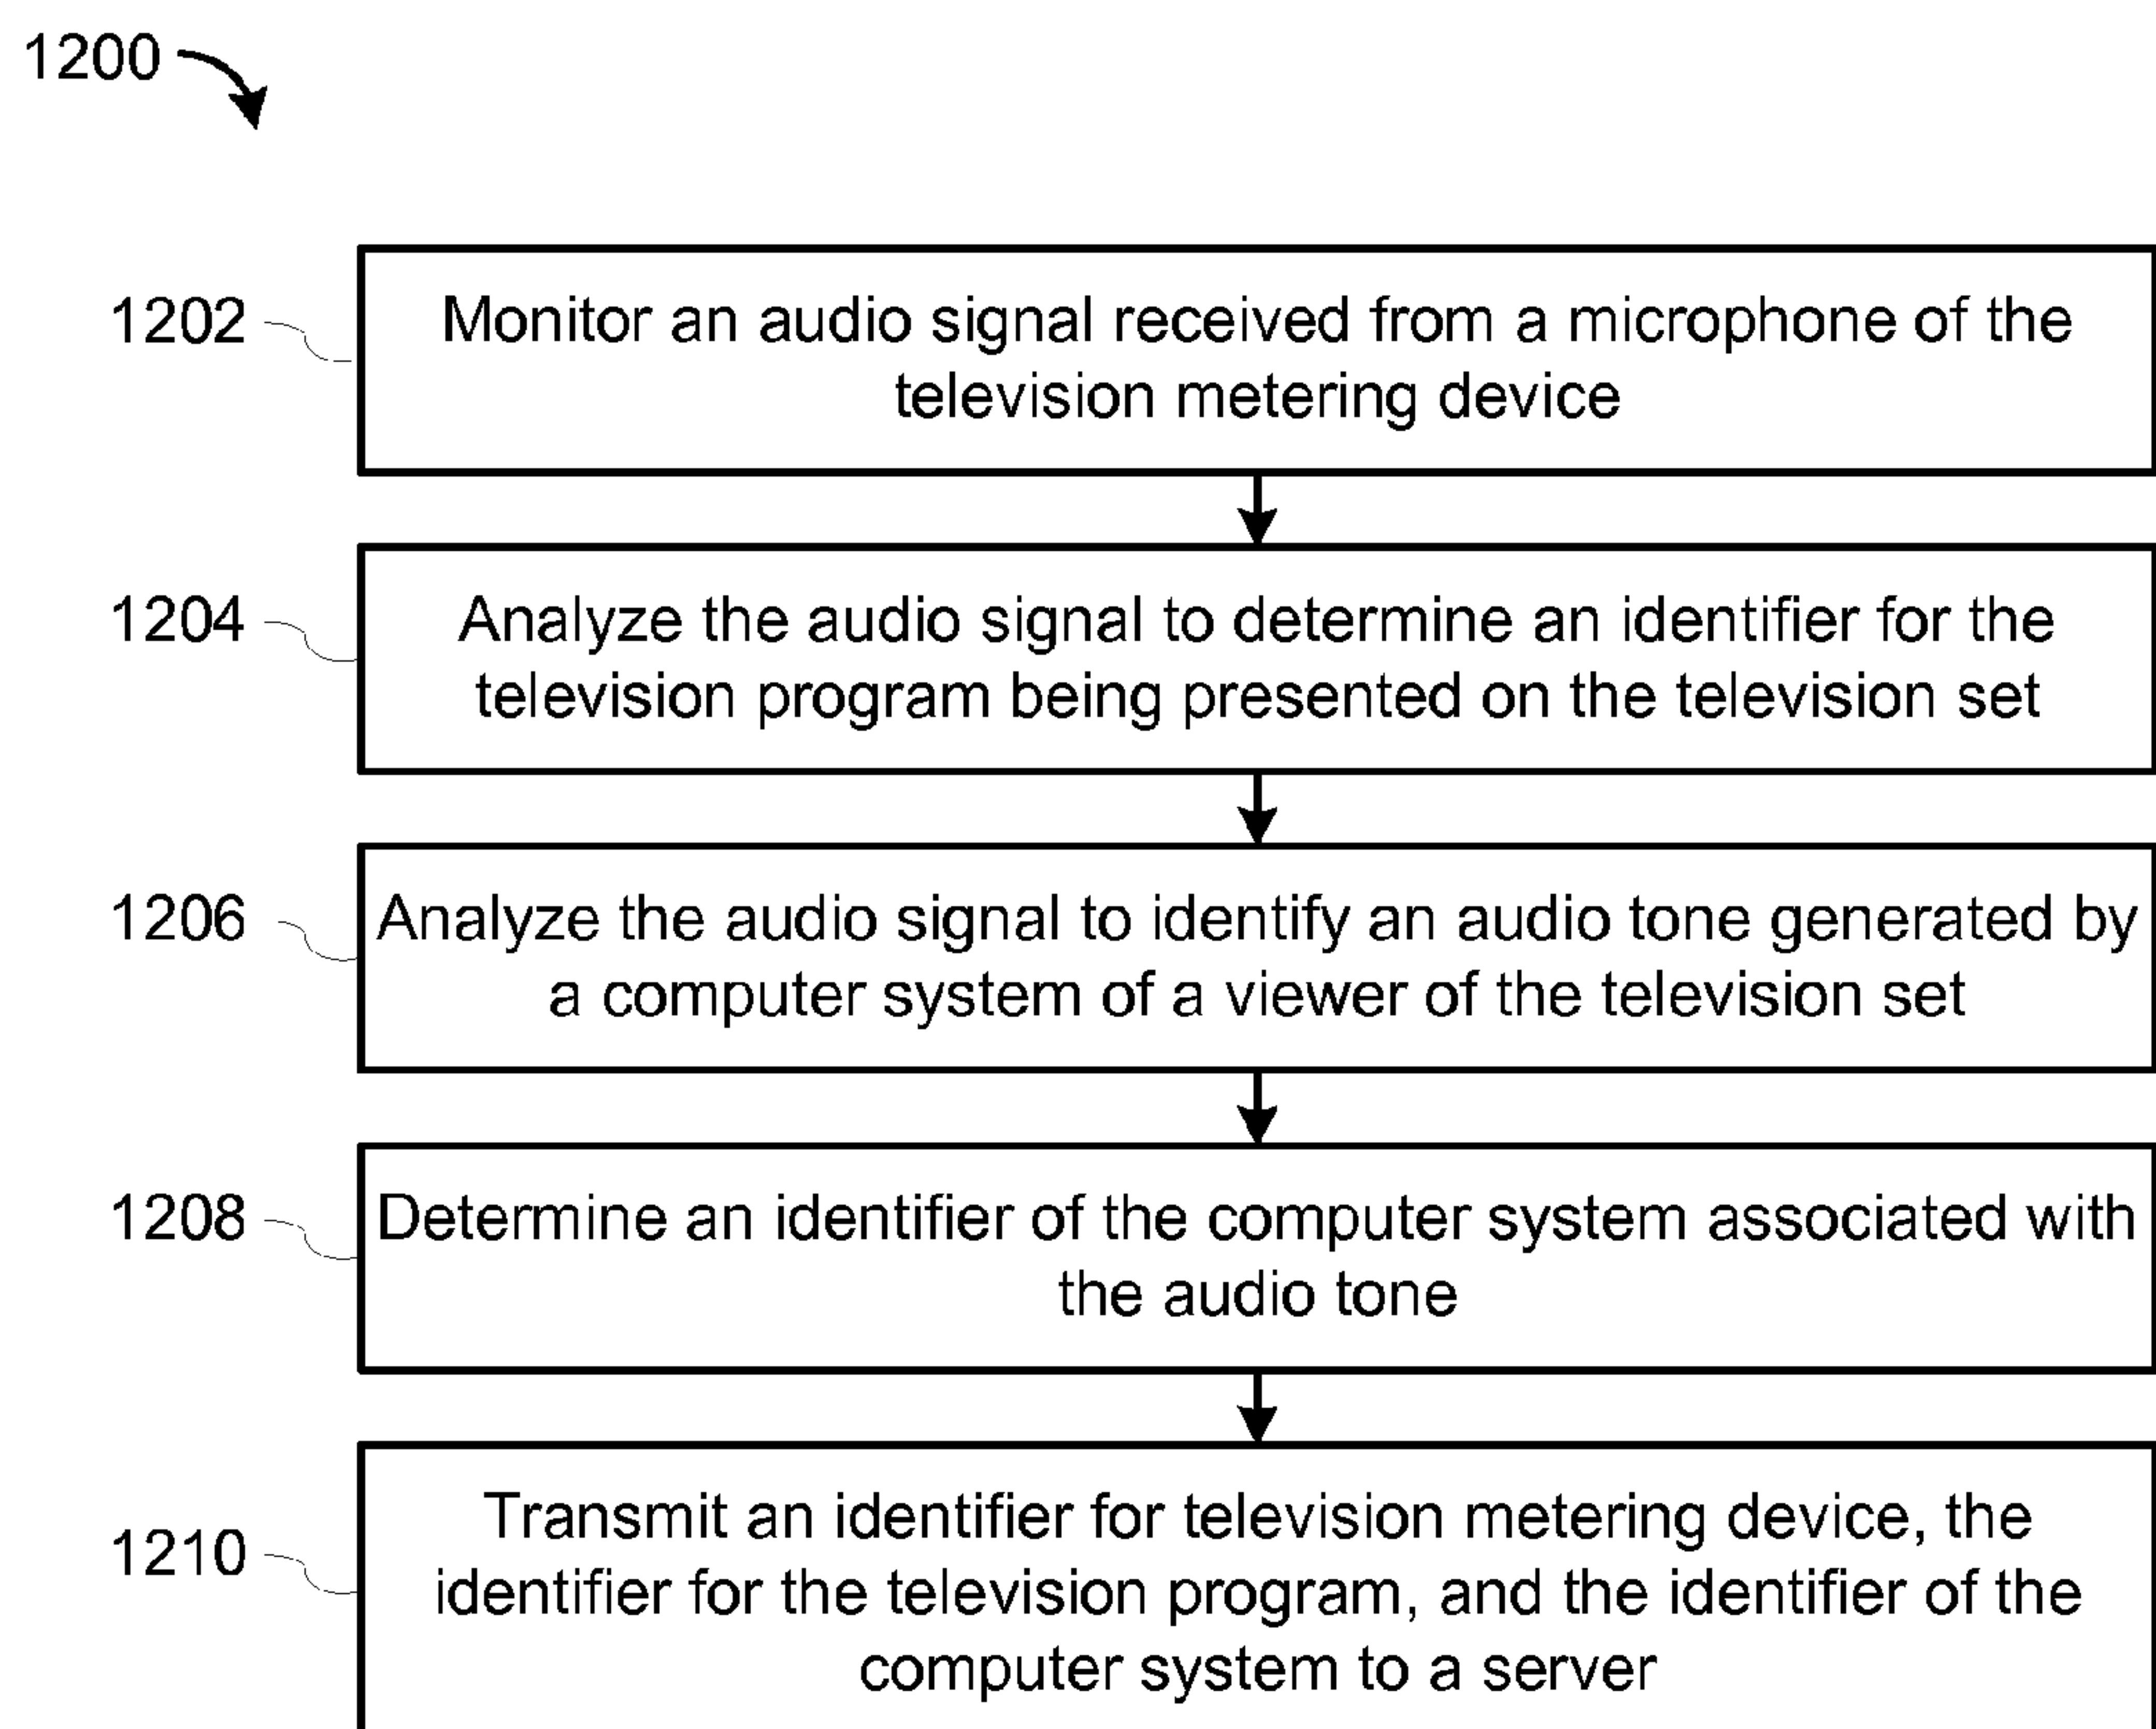 1200
1202
Monitor an audio signal received from a microphone of the
television metering device
1204
Analyze the audio signal to determine an identifier for the
television program being presented on the television set
1206
Analyze the audio signal to identify an audio tone generated by
a computer system of a viewer of the television set
1208
Determine an identifier of the computer system associated with
the audio tone
1210
Transmit an identifier for television metering device, the
identifier for the television program, and the identifier of the
computer system to a server